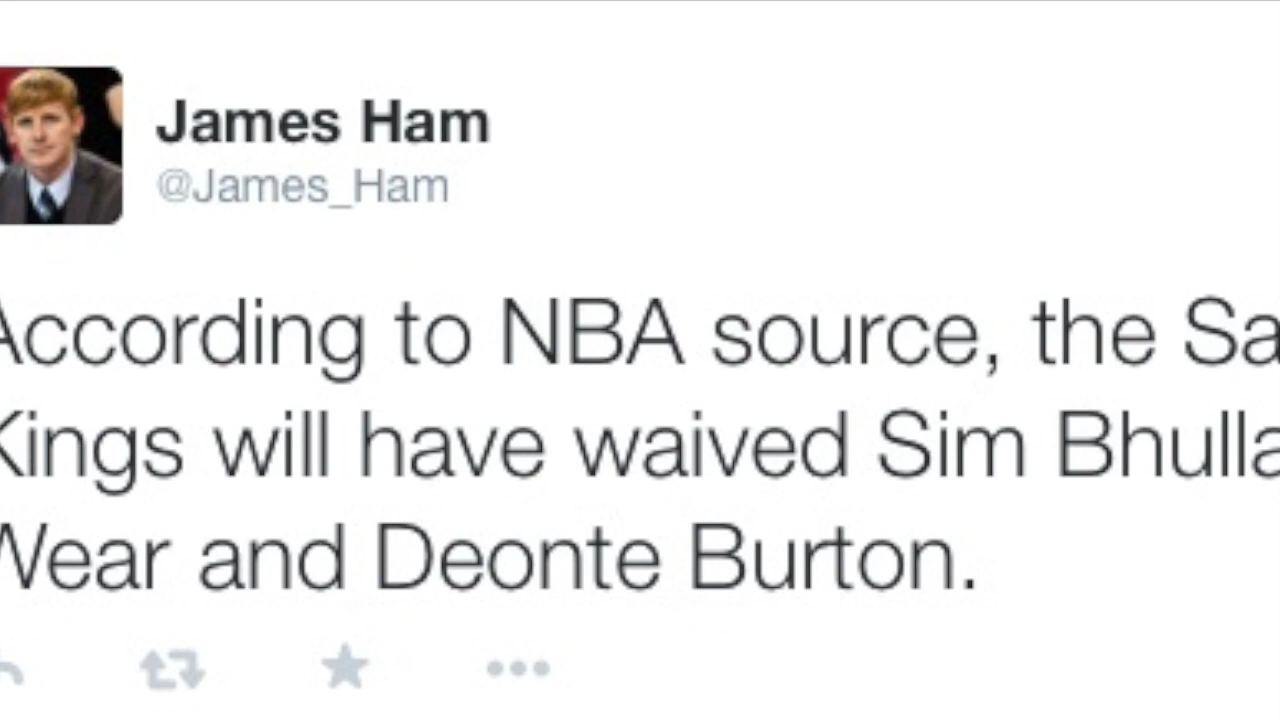 James Ham
@James_Ham
According to NBA source, the Sa
Kings will have waived Sim Bhulla
Wear and Deonte Burton.